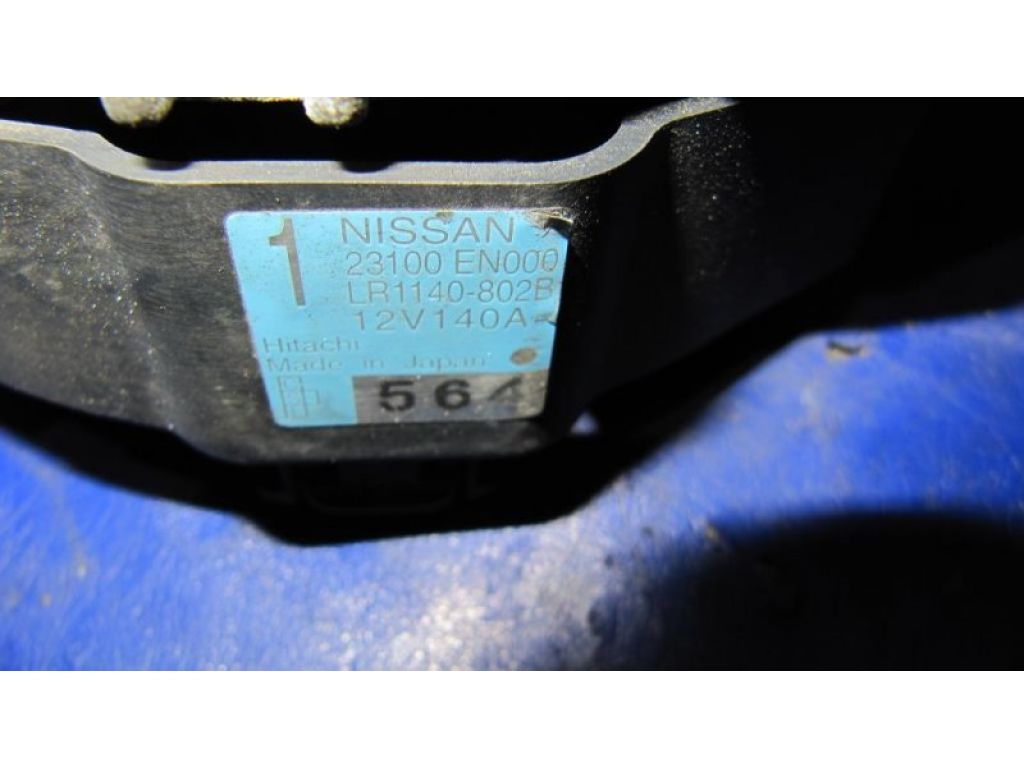 1
NISSAN
23100 EN000
LR1140-802B
12V140A
Hitachi
Made in Japan
564